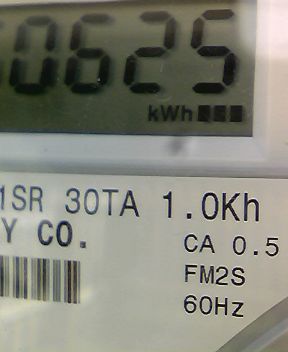 0625
kWh
1SR 30TA 1.0Kh
Y CO.
CA 0.5
FM2S
60Hz